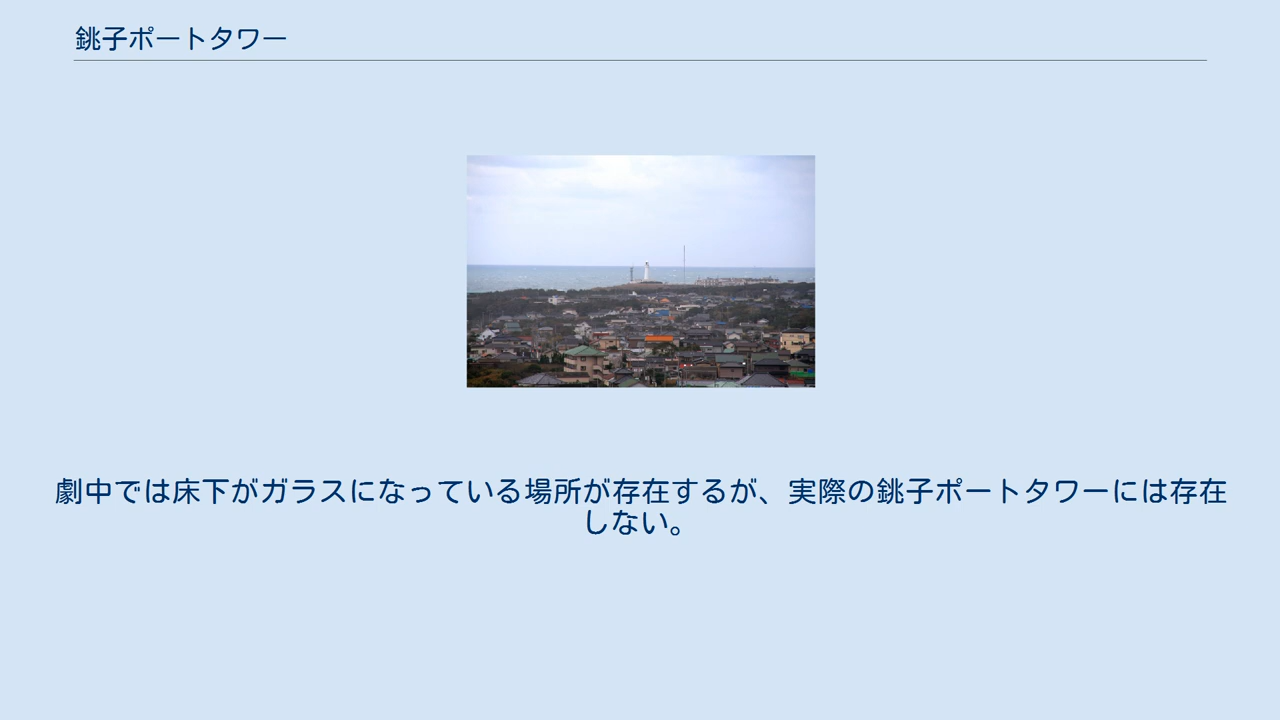 銚子ポートタワー
劇中では床下がガラスになっている場所が存在するが、実際の銚子ポートタワーには存在
しない。